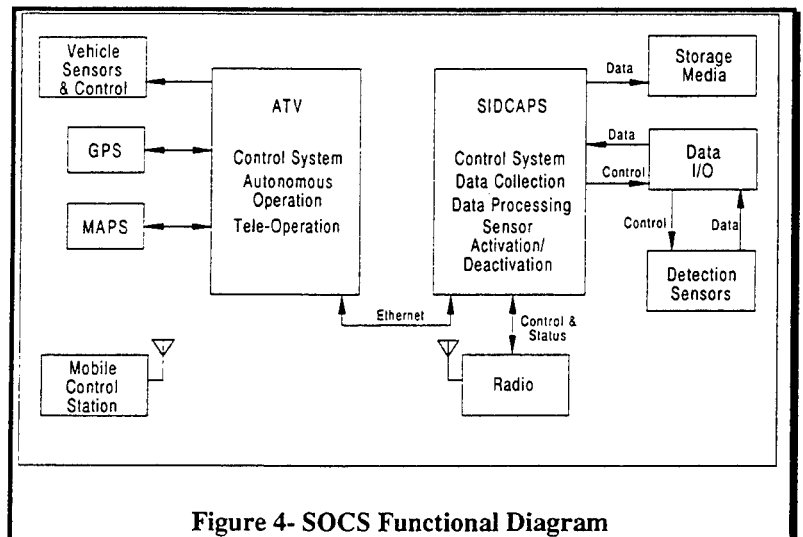 Vehicle
Sensors
& Control
GPS
MAPS
Mobile
Control
Station
ATV
Control System
Autonomous
Operation
Tele-Operation
Ethernet
SIDCAPS
Control System
Data Collection
Data Processing
Sensor
Activation/
Deactivation
Control &
Status
Radio
Data
Storage
Media
Data
Control
Data
I/O
Control
Data
Detection
Sensors
Figure 4- SOCS Functional Diagram